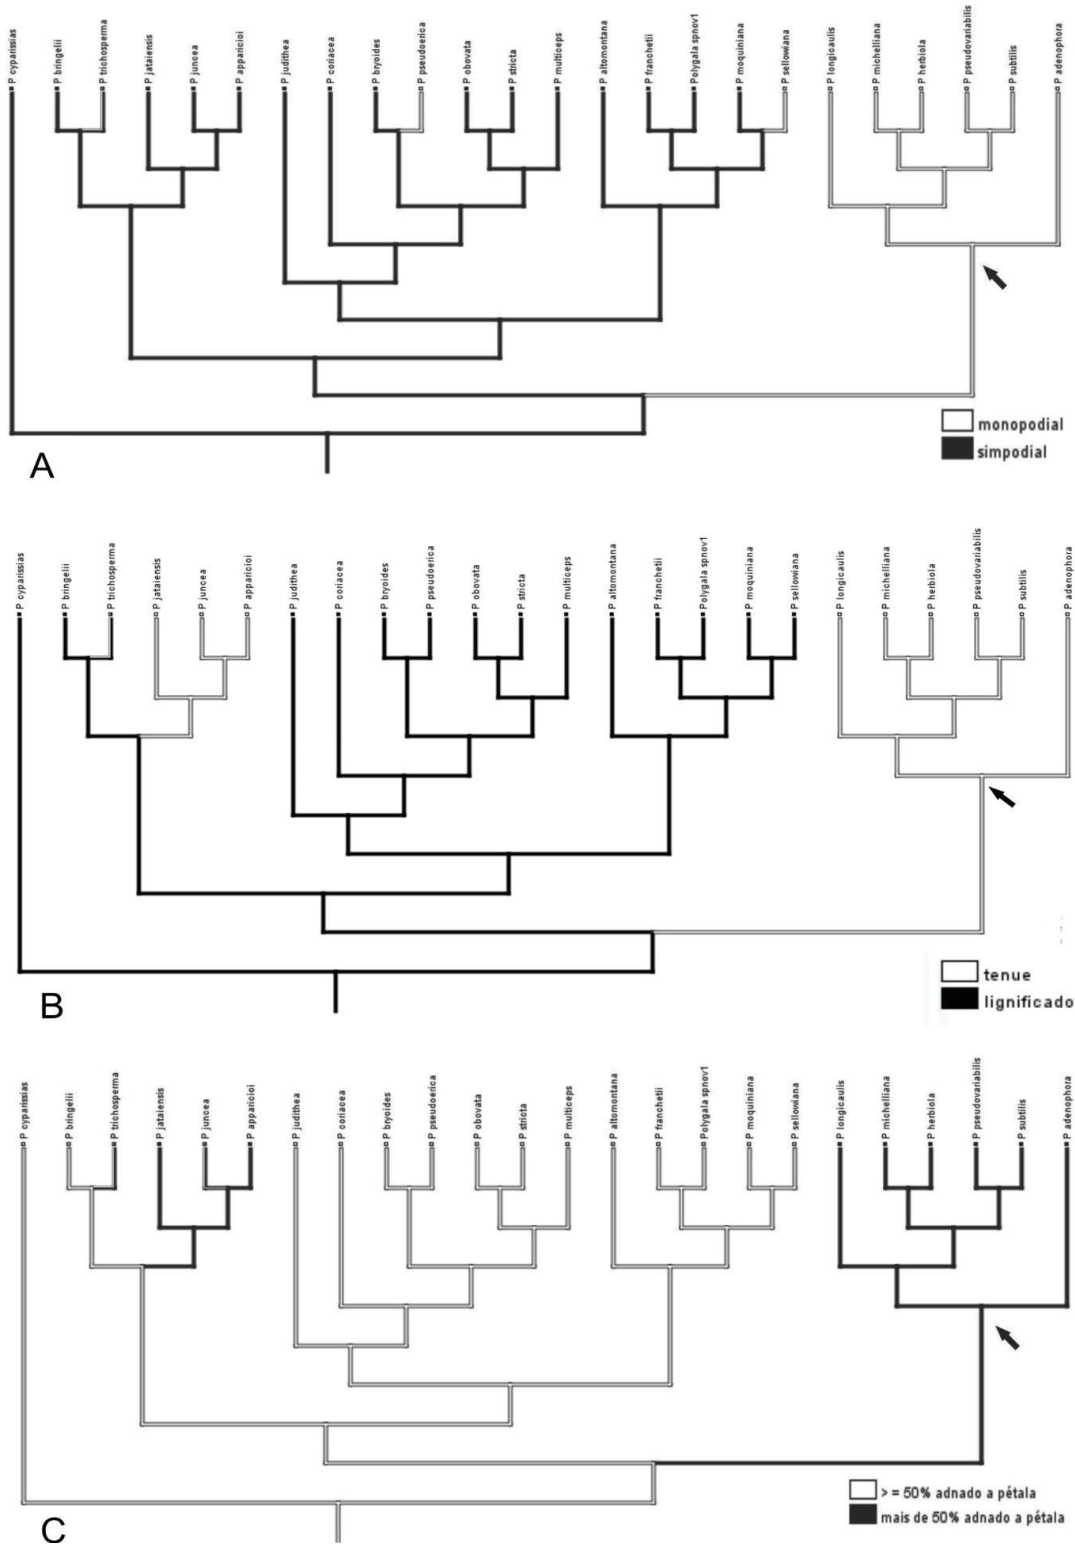 P cyparissias
P bringelii
P trichosperma
P jataiensis
P juncea
P apparicioi
P judithea
P coriacea
P bryoides
P pseudoerica
P obovata
P stricta
P multiceps
P altomontana
P franchetii
Polygala spnov1
P moquiniana
P sellowiana
P longicaulis
P michelliana
P herbiola
P pseudovariabilis
P subtilis
P adenophora
monopodial
simpodial
A
P cyparissias
P bringelii
P trichosperma
P jataiensis
P juncea
P apparicioi
P judithea
P coriacea
P bryoides
P pseudoerica
P obovata
P stricta
P multiceps
P altomontana
P franchetii
Polygala spnov1
P moquiniana
P sellowiana
P longicaulis
P michelliana
P herbiola
P pseudovariabilis
P subtilis
P adenophora
tenue
lignificado
B
P cyparissias
P bringelii
P trichosperma
P jataiensis
P juncea
P apparicioi
P judithea
P coriacea
P bryoides
P pseudoerica
P obovata
P stricta
P multiceps
P altomontana
P franchetii
Polygala spnov1
P moquiniana
P sellowiana
P longicaulis
P michelliana
P herbiola
P pseudovariabilis
P subtilis
P adenophora
> = 50% adnado a pétala
mais de 50% adnado a pétala
C